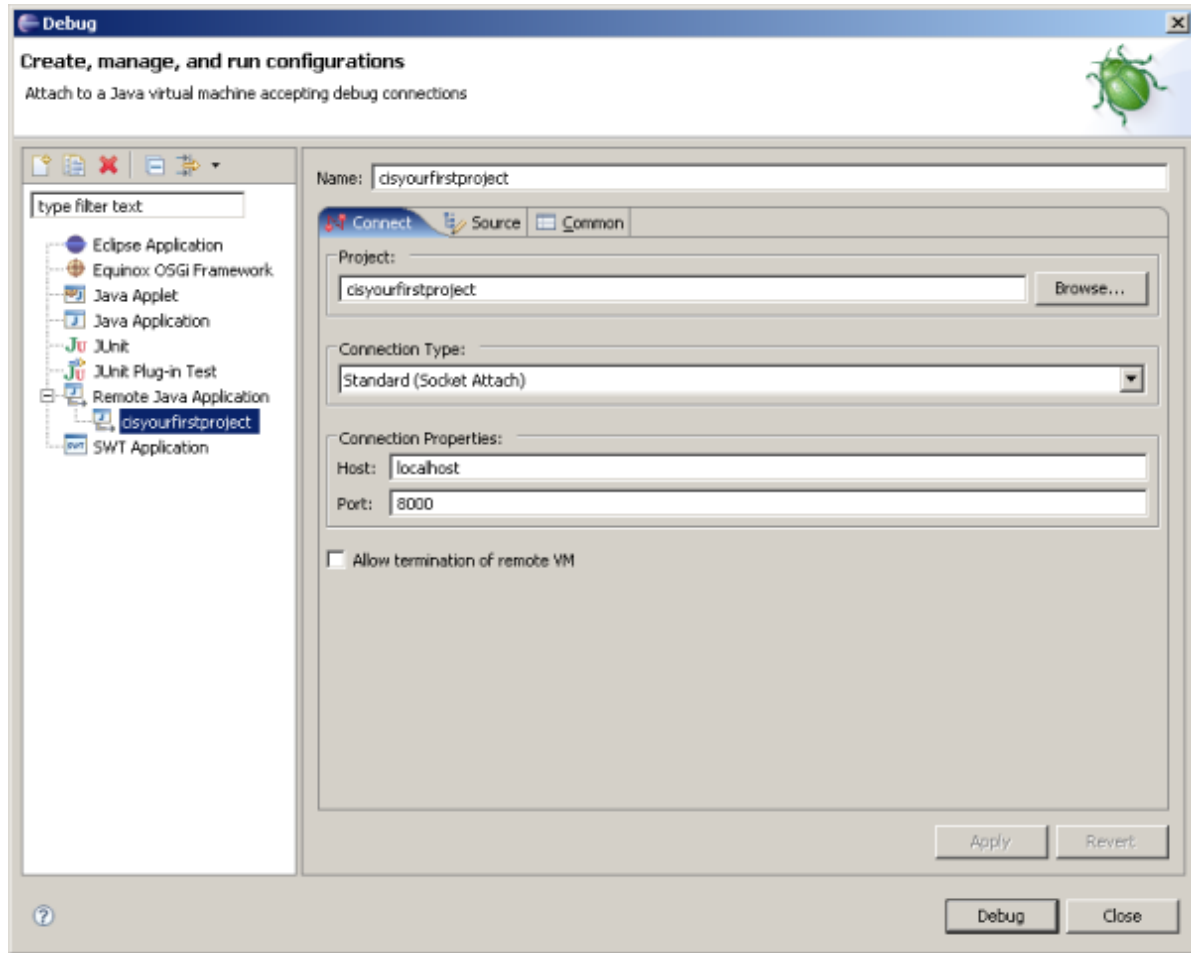 Debug
Create, manage, and run configurations
Attach to a Java virtual machine accepting debug connections
type filter text
Eclipse Application
Equinox OSGi Framework
Java Applet
Java Application
Ju JUnit
JUnit Plug-in Test
Remote Java Application
cisyourfirstproject
SWT Application
Name: cisyourfirstproject
Connect Source Common
Project:
cisyourfirstproject Browse...
Connection Type:
Standard (Socket Attach)
Connection Properties:
Host: localhost
Port: 8000
Allow termination of remote VM
Apply Revert
? Debug Close